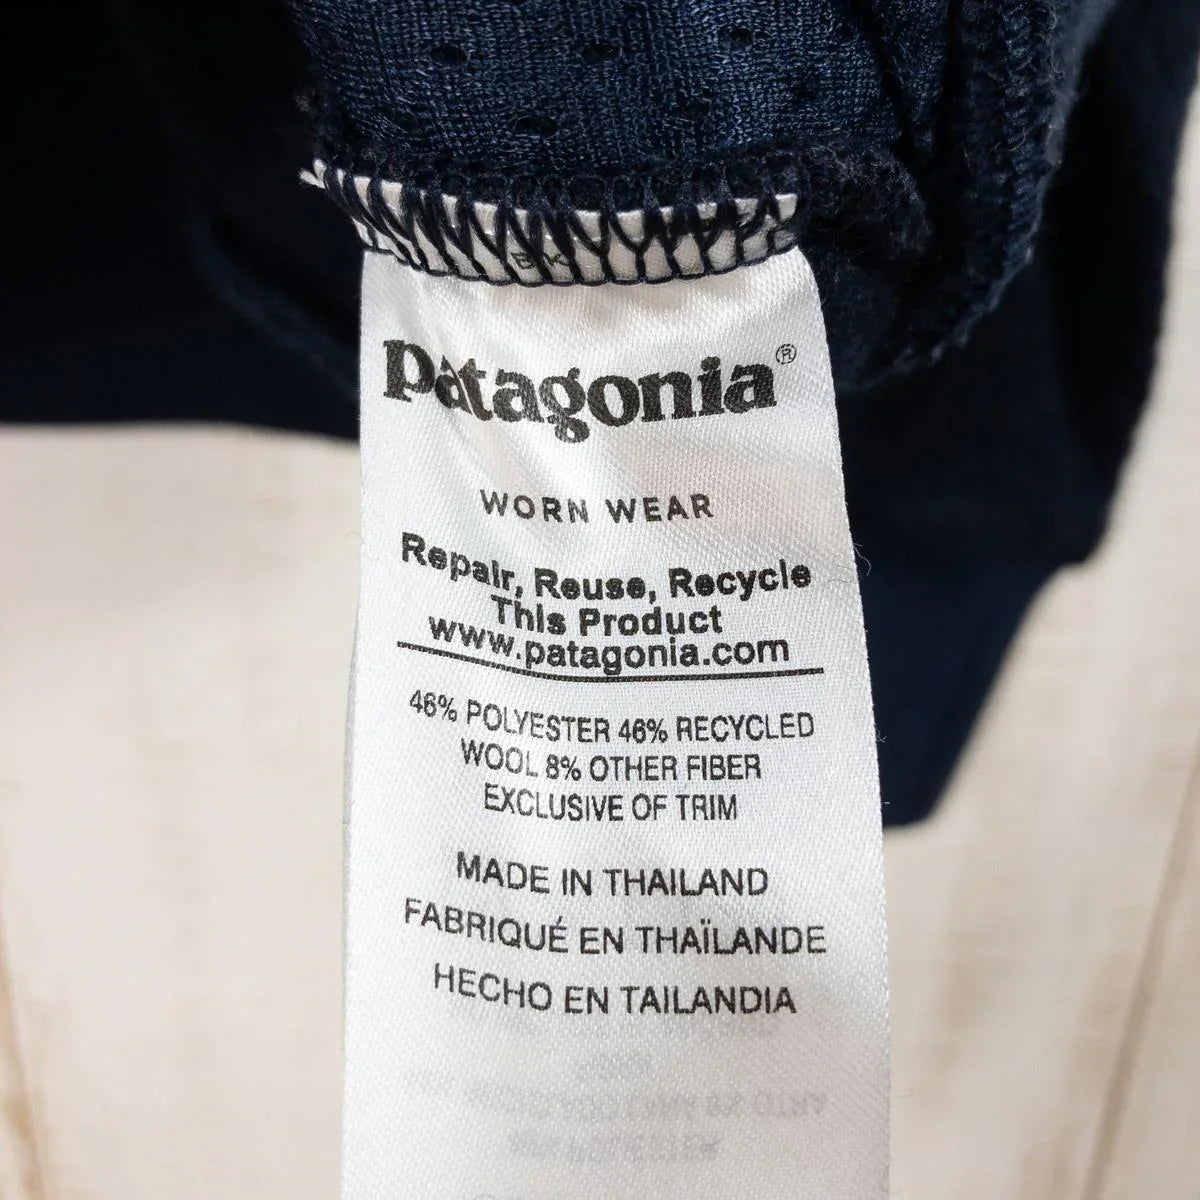 patagonia®
WORN WEAR
Repair, Reuse, Recycle
This Product
www.patagonia.com
46% POLYESTER 46% RECYCLED
WOOL 8% OTHER FIBER
EXCLUSIVE OF TRIM
MADE IN THAILAND
FABRIQUÉ EN THAÏLANDE
HECHO EN TAILANDIA